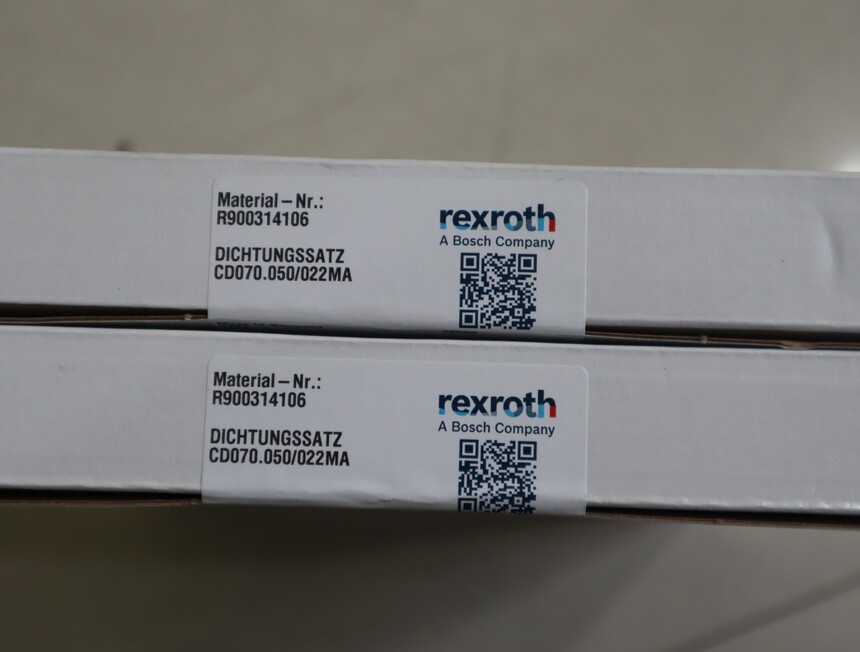 Material – Nr.:
R900314106
DICHTUNGSSATZ
CD070.050/022MA
rexroth
A Bosch Company
Material – Nr.:
R900314106
DICHTUNGSSATZ
CD070.050/022MA
rexroth
A Bosch Company